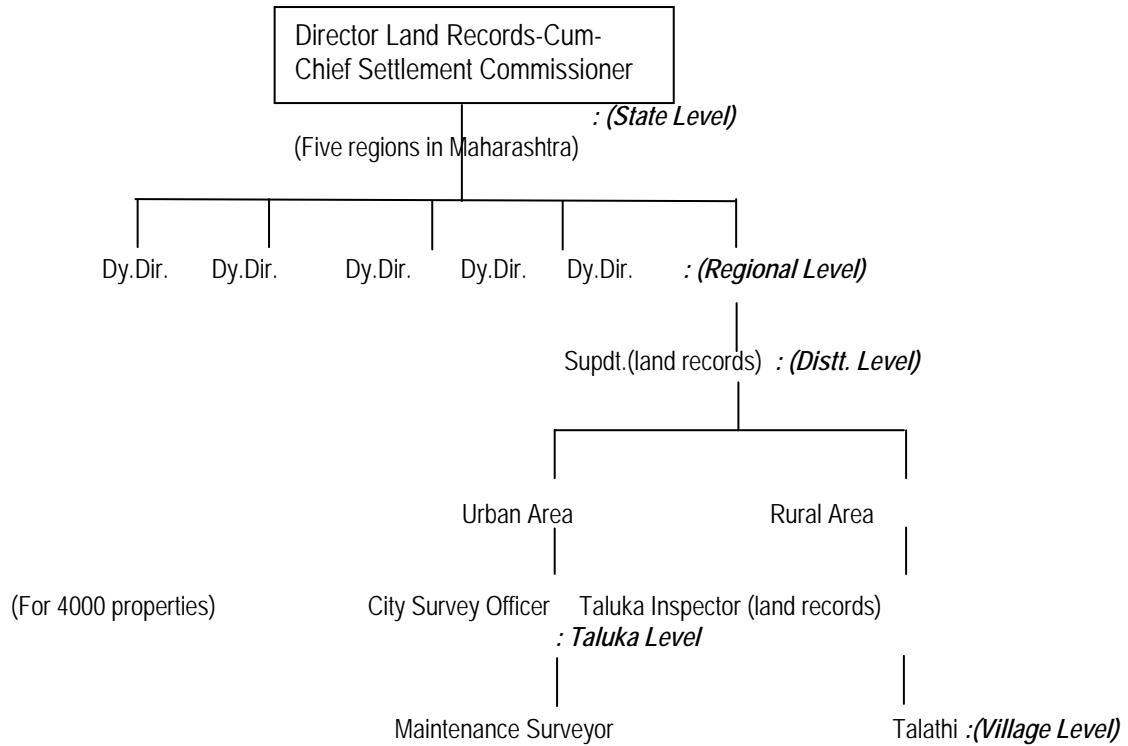 Director Land Records-Cum-
Chief Settlement Commissioner
: (State Level)
(Five regions in Maharashtra)
Dy.Dir. Dy.Dir. Dy.Dir. Dy.Dir. Dy.Dir. : (Regional Level)
Supdt.(land records) : (Distt. Level)
Urban Area Rural Area
(For 4000 properties) City Survey Officer Taluka Inspector (land records)
: Taluka Level
Maintenance Surveyor Talathi :(Village Level)